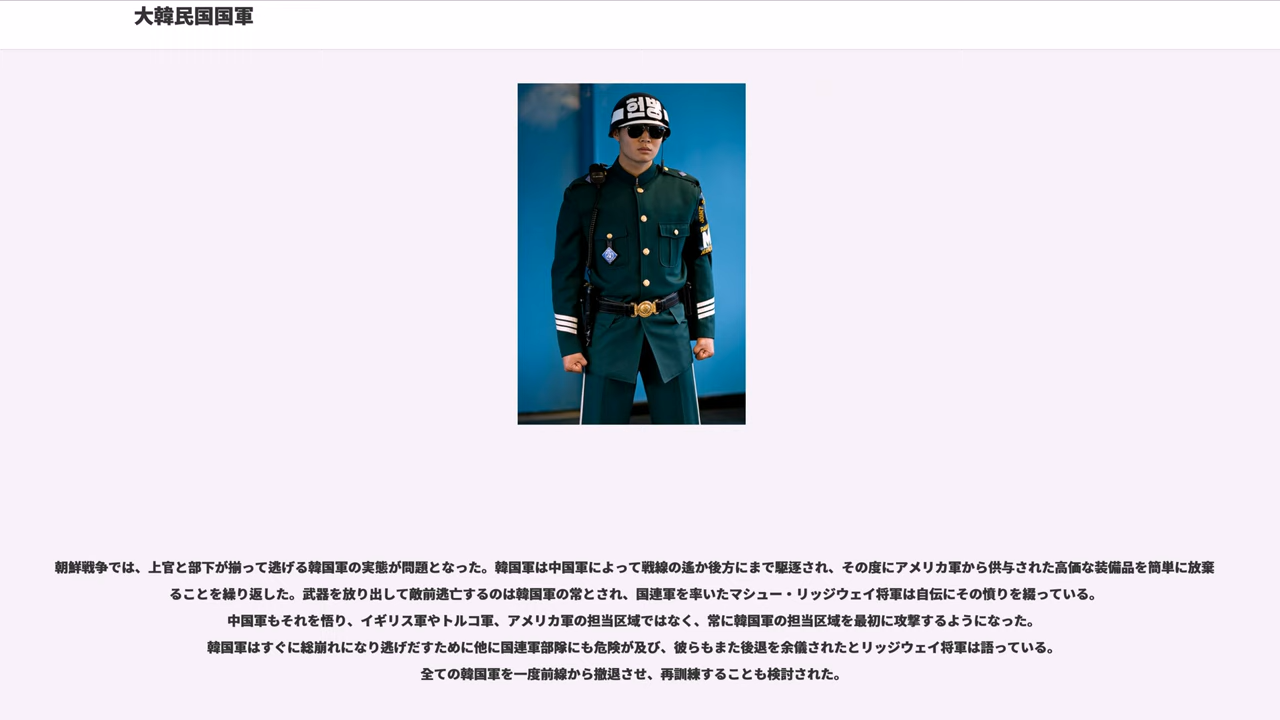 大韓民国国軍
헌병
M
朝鮮戦争では、上官と部下が揃って逃げる韓国軍の実態が問題となった。韓国軍は中国軍によって戦線の遙か後方にまで駆逐され、その度にアメリカ軍から供与された高価な装備品を簡単に放棄
ることを繰り返した。武器を放り出して敵前逃亡するのは韓国軍の常とされ、国連軍を率いたマシュー・リッジウェイ将軍は自伝にその憤りを綴っている。
中国軍もそれを悟り、イギリス軍やトルコ軍、アメリカ軍の担当区域ではなく、常に韓国軍の担当区域を最初に攻撃するようになった。
韓国軍はすぐに総崩れになり逃げだすために他に国連軍部隊にも危険が及び、彼らもまた後退を余儀されたとリッジウェイ将軍は語っている。
全ての韓国軍を一度前線から撤退させ、再訓練することも検討された。